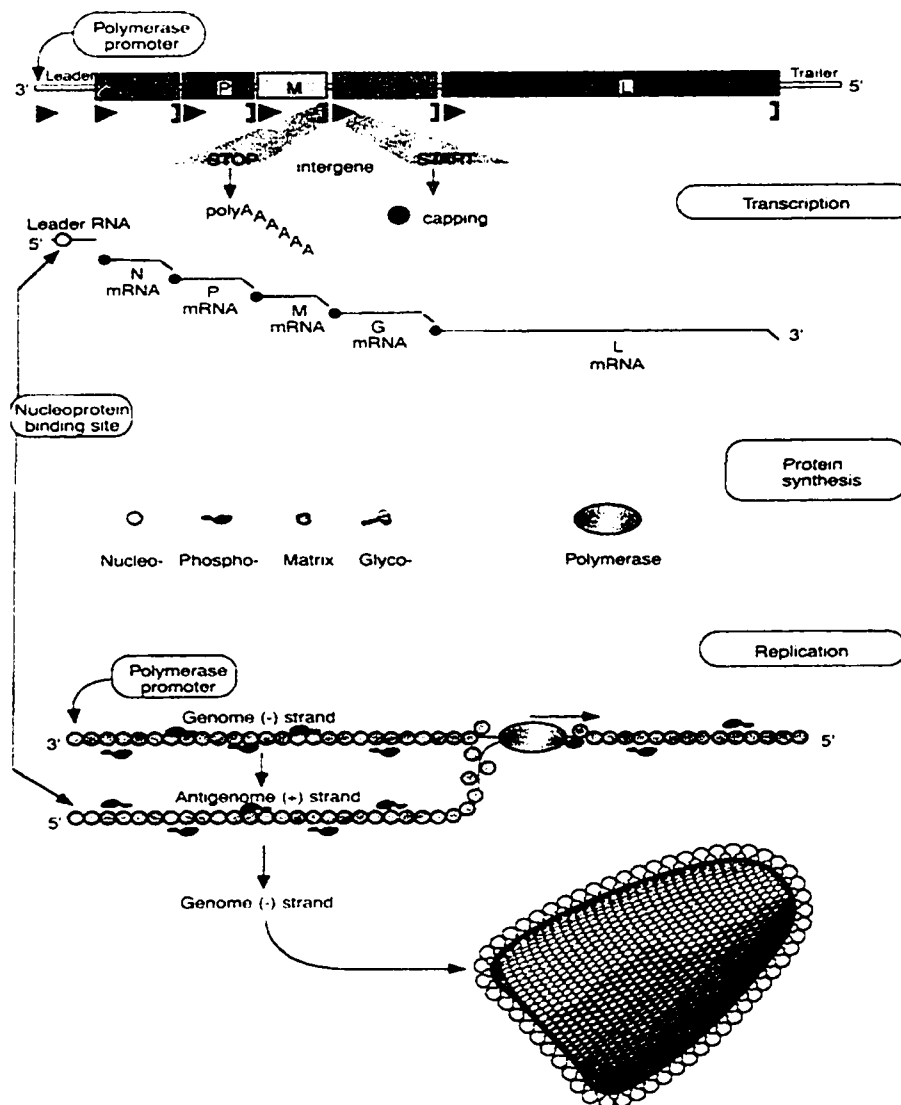 Polymerase
promoter
Leader
3'
P
M
L
Trailer
5'
STOP
intergene
START
polyAAAAAAA
capping
Transcription
Leader RNA
5'
N
mRNA
P
mRNA
M
mRNA
G
mRNA
L
mRNA
3'
Nucleoprotein
binding site
Protein
synthesis
Nucleo-
Phospho-
Matrix
Glyco-
Polymerase
Replication
Polymerase
promoter
Genome (-) strand
3'
5'
Antigenome (+) strand
5'
Genome (-) strand